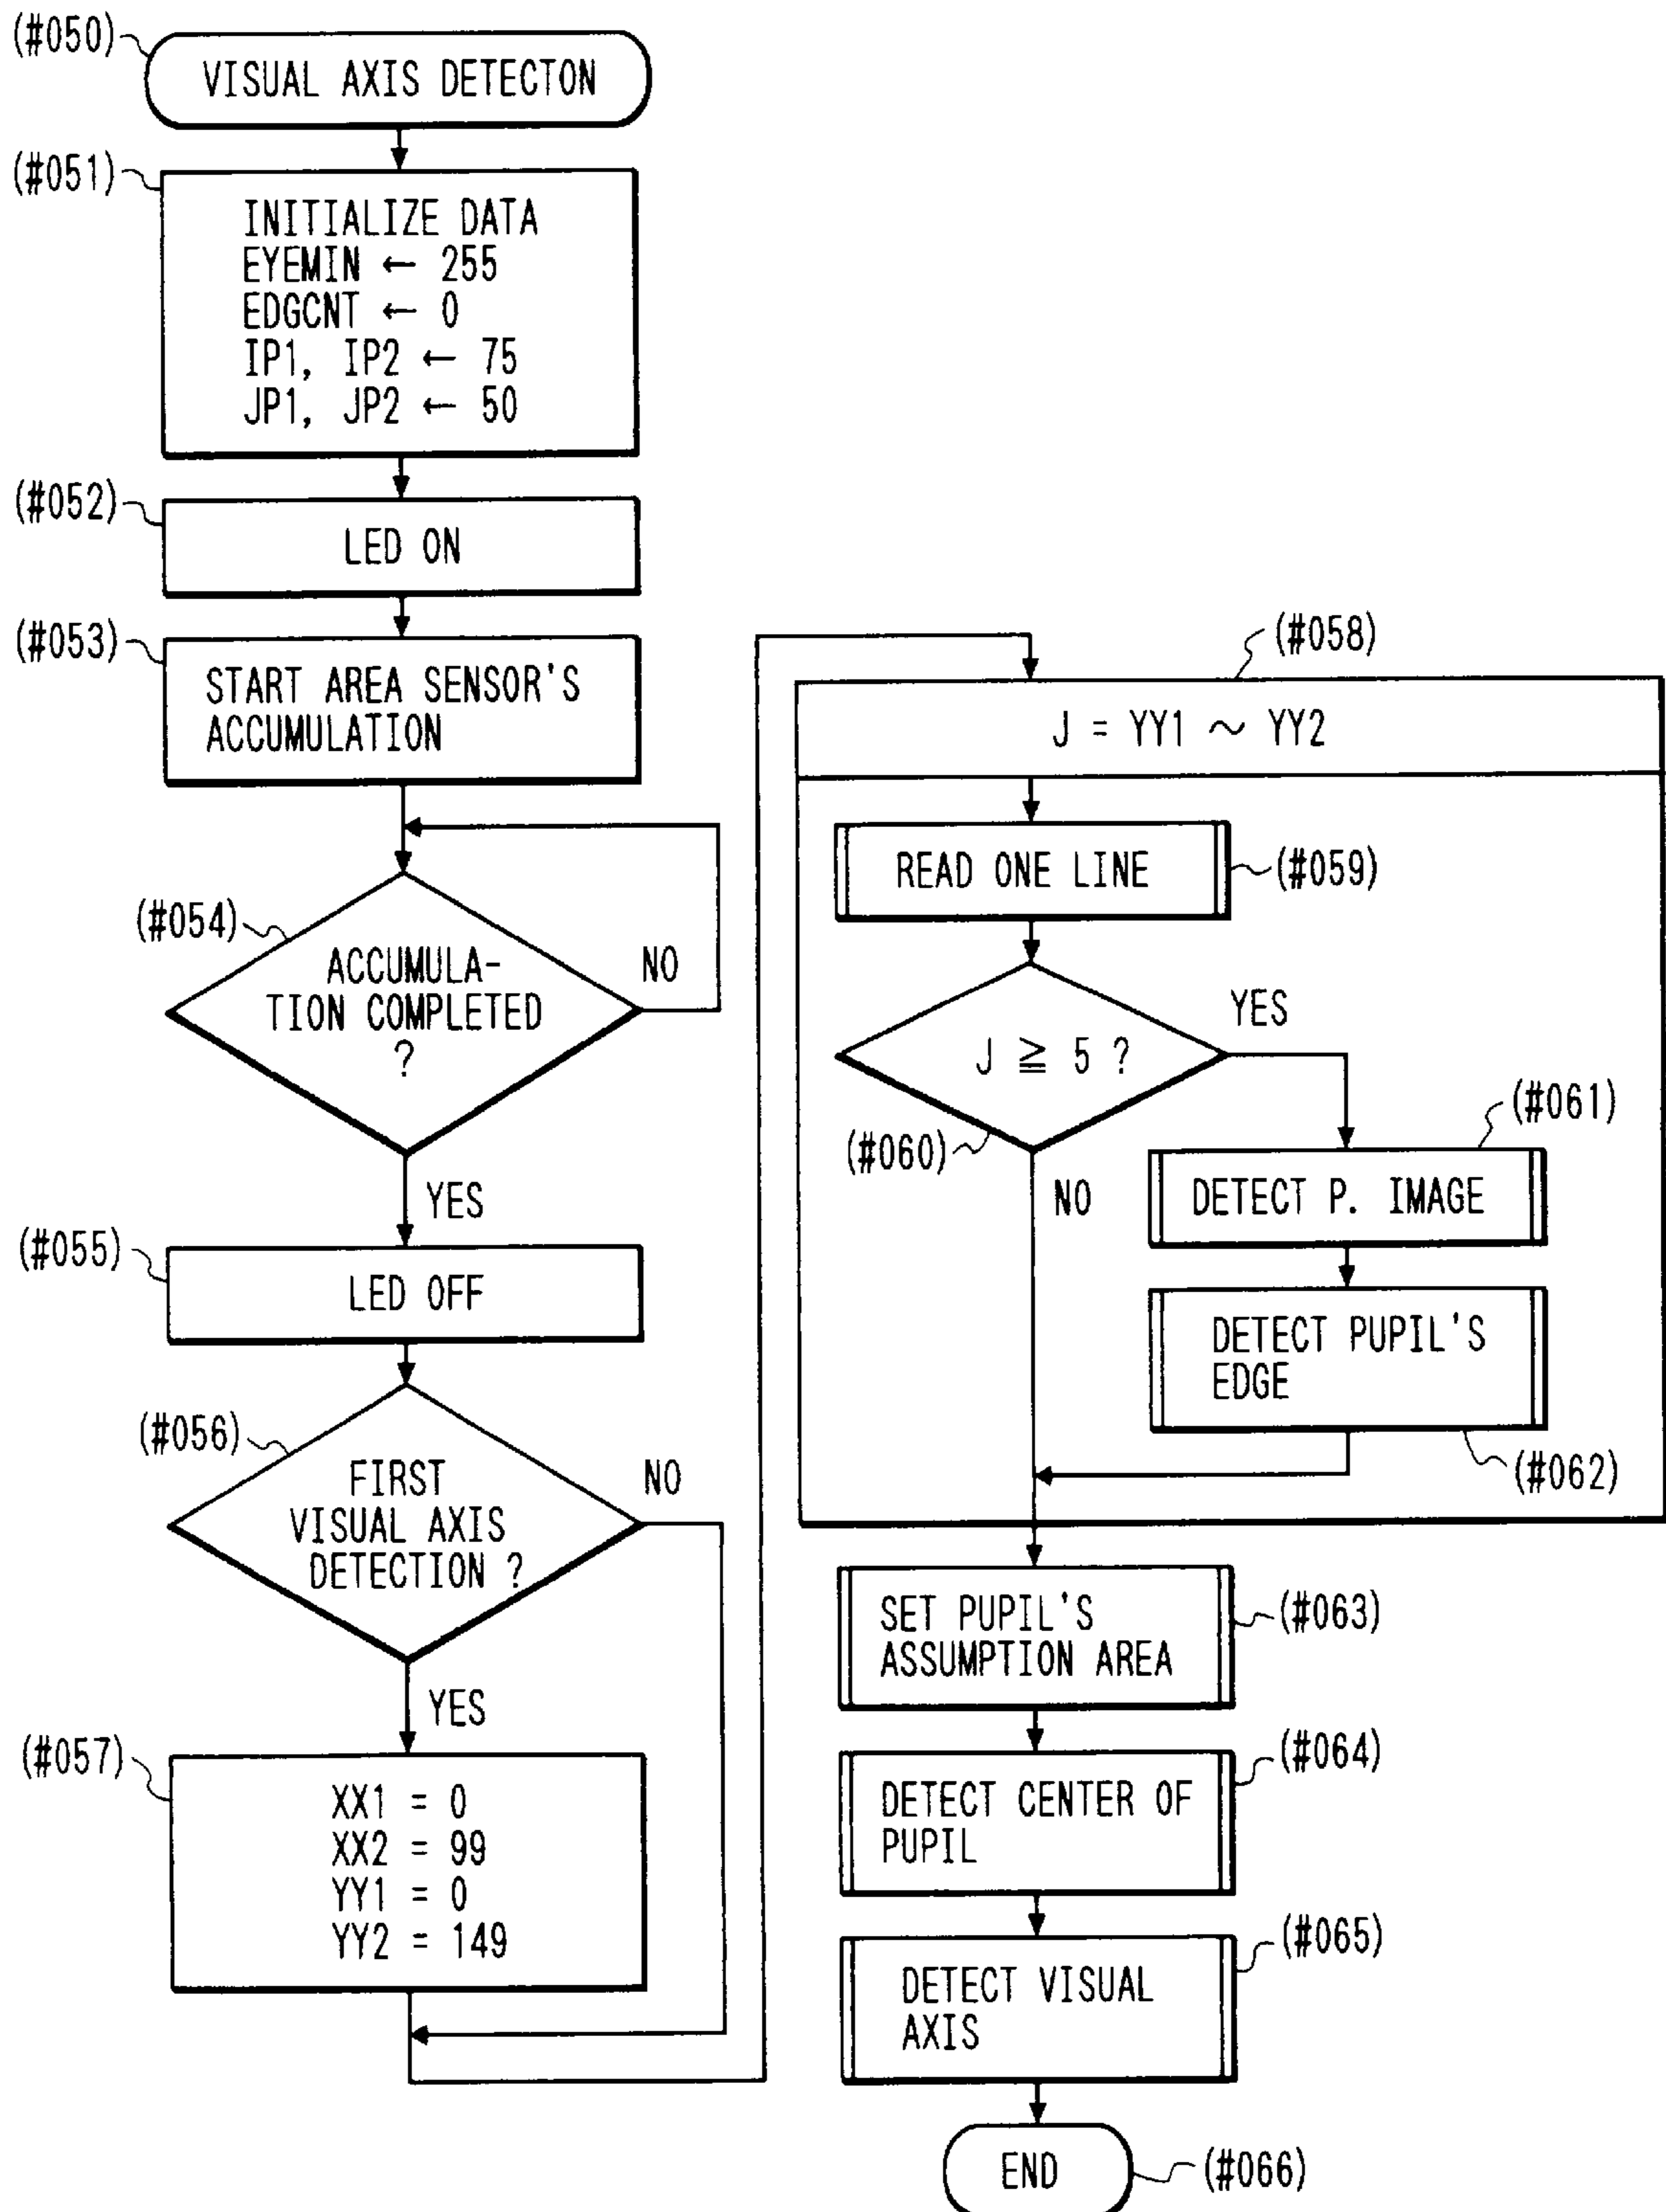 (#050)
VISUAL AXIS DETECTON
(#051)
INITIALIZE DATA
EYEMIN ← 255
EDGCNT ← 0
IP1, IP2 ← 75
JP1, JP2 ← 50
(#052)
LED ON
(#053)
START AREA SENSOR'S
ACCUMULATION
(#054)
ACCUMULA-
TION COMPLETED
?
NO
YES
(#055)
LED OFF
(#056)
FIRST
VISUAL AXIS
DETECTION ?
NO
YES
(#057)
XX1 = 0
XX2 = 99
YY1 = 0
YY2 = 149
(#058)
J = YY1 ～ YY2
READ ONE LINE
(#059)
J ≧ 5 ?
YES
(#060)
NO
(#061)
DETECT P. IMAGE
DETECT PUPIL'S
EDGE
(#062)
SET PUPIL'S
ASSUMPTION AREA
(#063)
DETECT CENTER OF
PUPIL
(#064)
DETECT VISUAL
AXIS
(#065)
END
(#066)